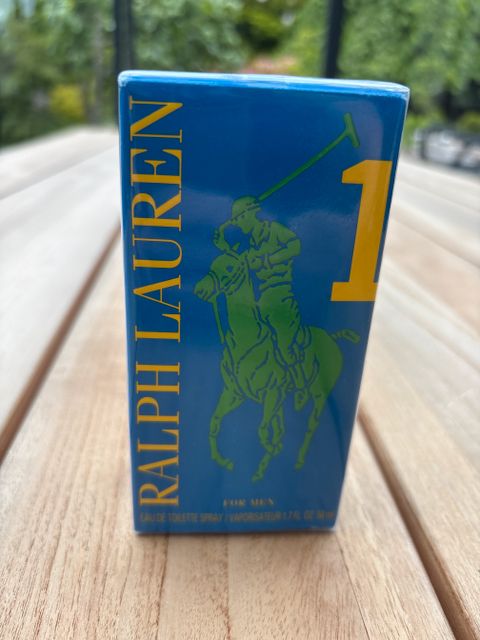 RALPH LAUREN
1
FOR MEN
EAU DE TOILETTE SPRAY / VAPORISATEUR 1.7 FL OZ 50 ml